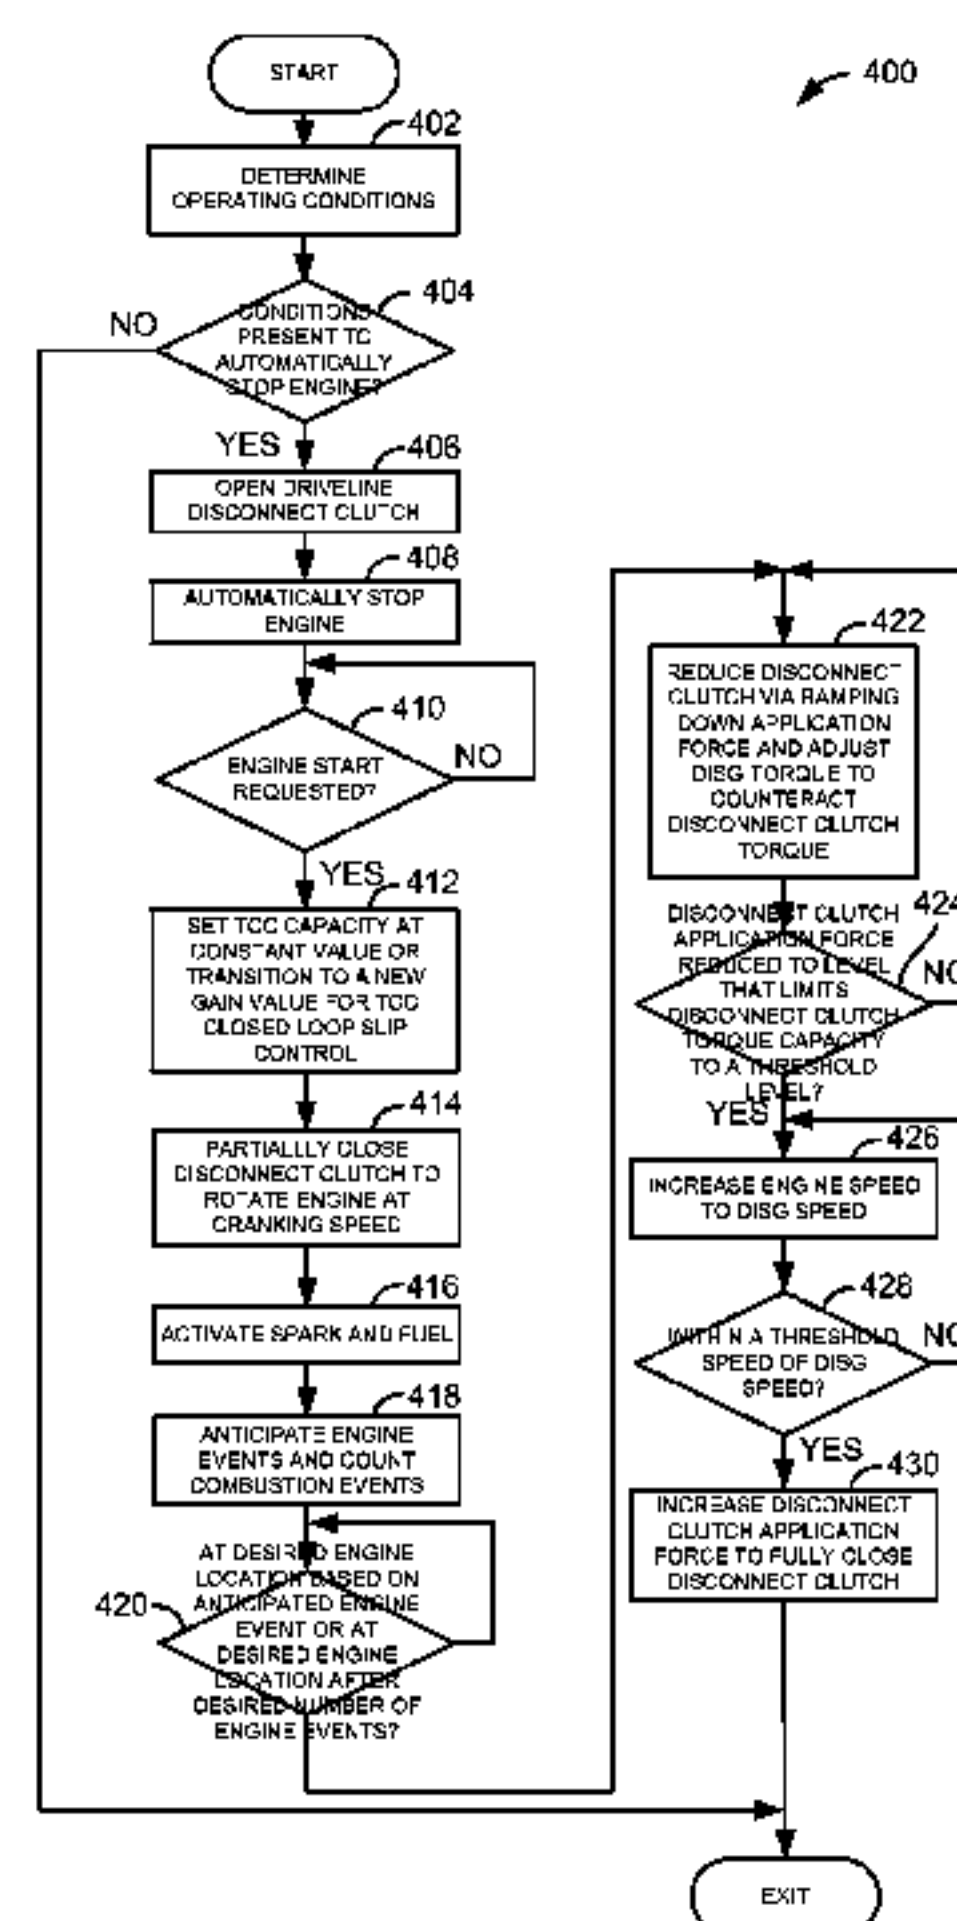 START
400
402
DETERMINE
OPERATING CONDITIONS
404
NO
CONDITIONS
PRESENT TO
AUTOMATICALLY
STOP ENGINE?
YES
406
OPEN DRIVELINE
DISCONNECT CLUTCH
408
AUTOMATICALLY STOP
ENGINE
410
ENGINE START
REQUESTED?
NO
YES
412
SET TCC CAPACITY AT
CONSTANT VALUE OR
TRANSITION TO A NEW
GAIN VALUE FOR TCC
CLOSED LOOP SLIP
CONTROL
414
PARTIALLLY CLOSE
DISCONNECT CLUTCH TO
ROTATE ENGINE AT
CRANKING SPEED
416
ACTIVATE SPARK AND FUEL
418
ANTICIPATE ENGINE
EVENTS AND COUNT
COMBUSTION EVENTS
420
AT DESIRED ENGINE
LOCATION BASED ON
ANTICIPATED ENGINE
EVENT OR AT
DESIRED ENGINE
LOCATION AFTER
DESIRED NUMBER OF
ENGINE EVENTS?
422
REDUCE DISCONNECT
CLUTCH VIA RAMPING
DOWN APPLICATION
FORCE AND ADJUST
DISG TORQUE TO
COUNTERACT
DISCONNECT CLUTCH
TORQUE
424
DISCONNECT CLUTCH
APPLICATION FORCE
REDUCED TO LEVEL
THAT LIMITS
DISCONNECT CLUTCH
TORQUE CAPACITY
TO A THRESHOLD
LEVEL?
NO
YES
426
INCREASE ENGINE SPEED
TO DISG SPEED
428
WITHIN A THRESHOLD
SPEED OF DISG
SPEED?
NO
YES
430
INCREASE DISCONNECT
CLUTCH APPLICATION
FORCE TO FULLY CLOSE
DISCONNECT CLUTCH
EXIT